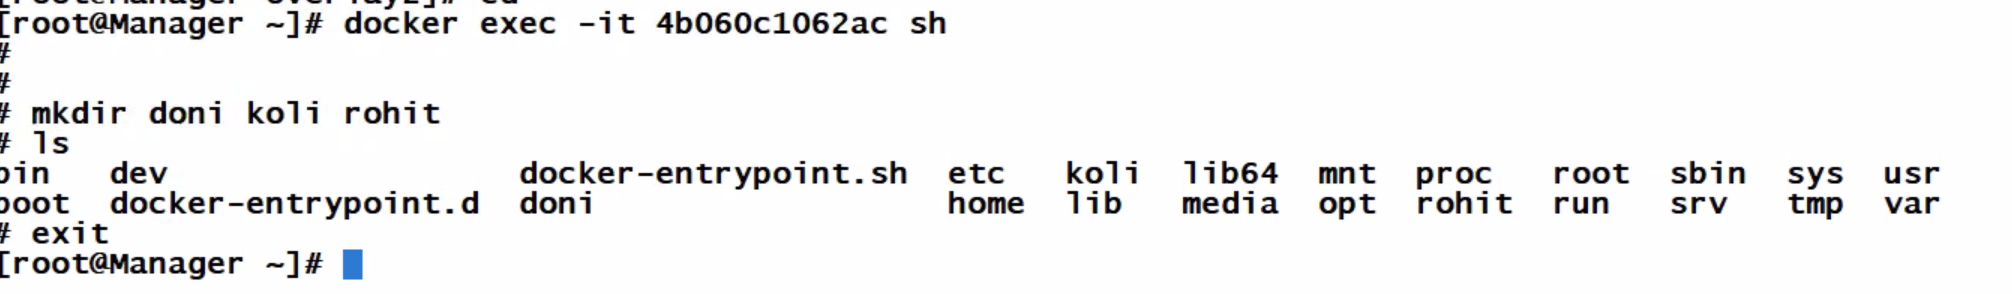 [root@Manager ~]# docker exec -it 4b060c1062ac sh
#
#
# mkdir doni koli rohit
# ls
bin   dev                  docker-entrypoint.sh  etc   koli  lib64  mnt  proc   root  sbin  sys  usr
boot  docker-entrypoint.d  doni                  home  lib   media  opt  rohit  run   srv   tmp  var
# exit
[root@Manager ~]#